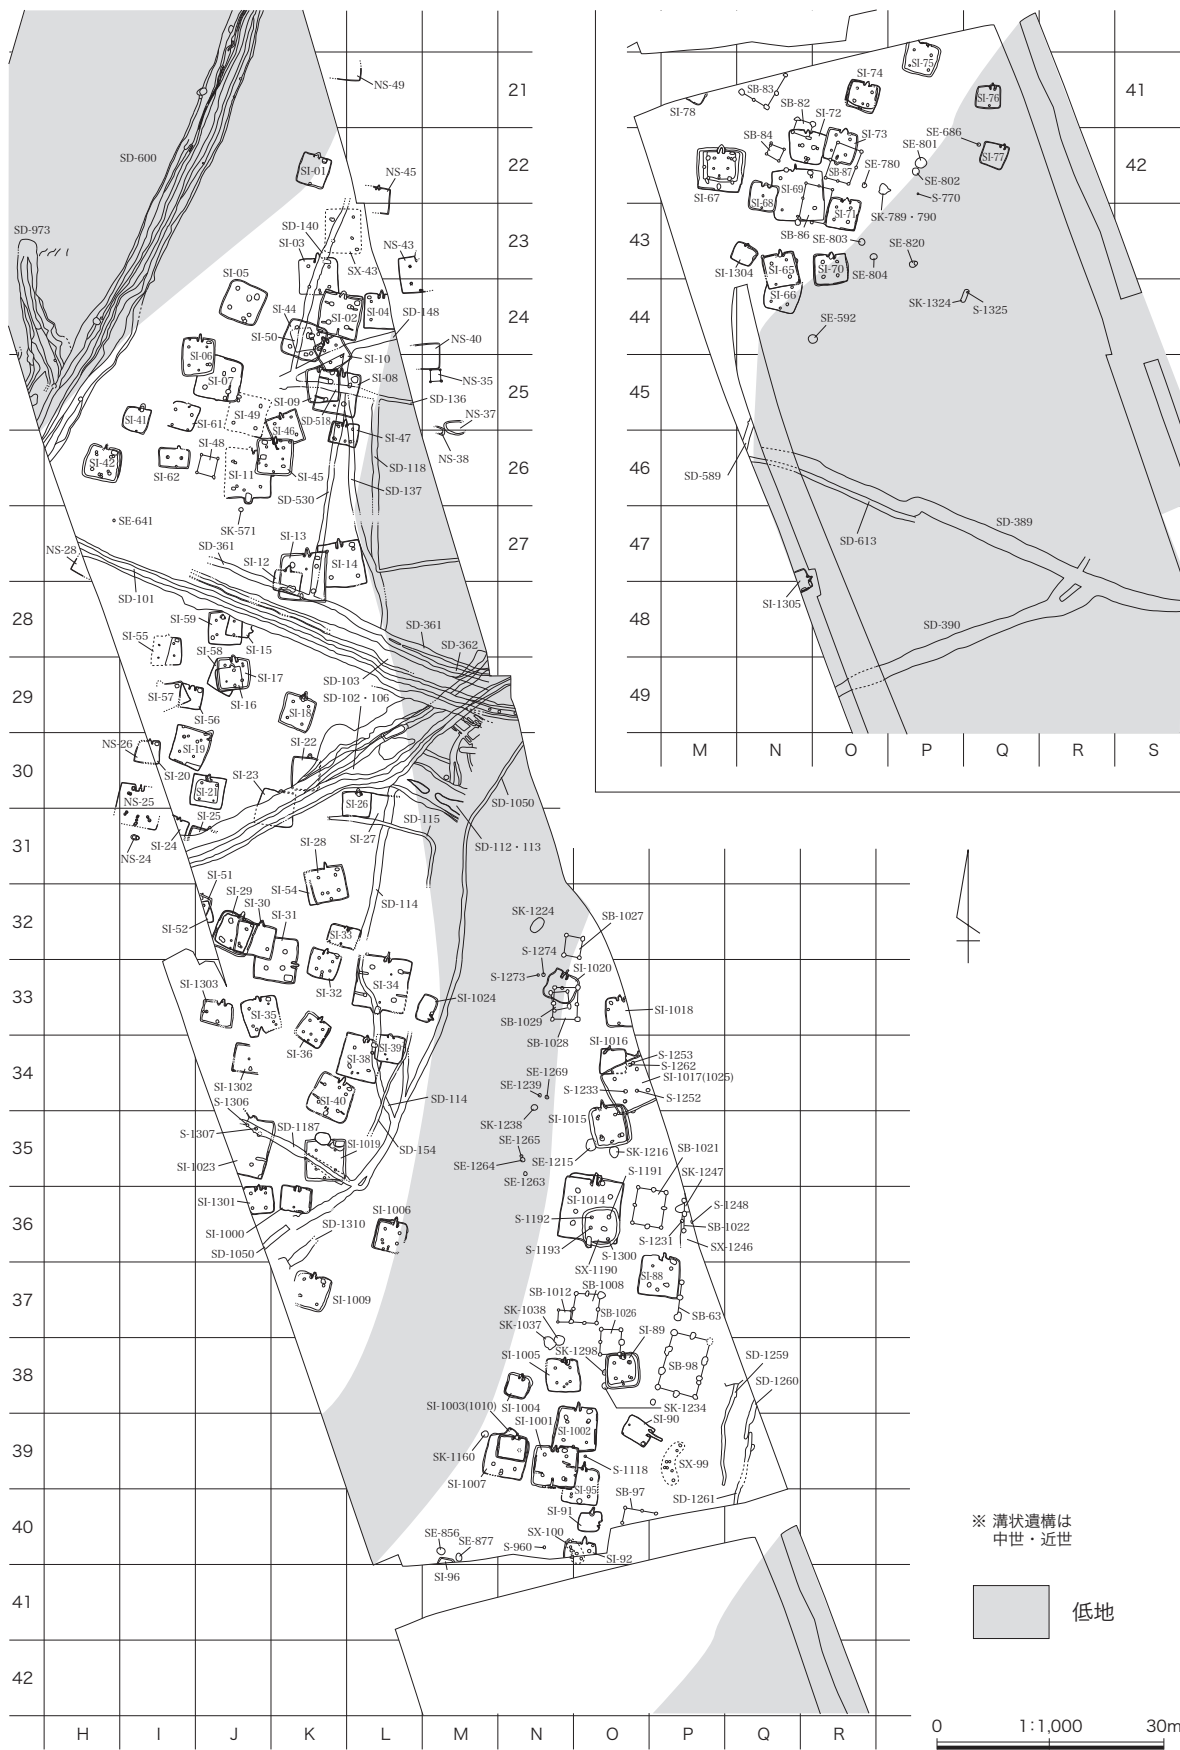 21
NS-49
SD-600
22
SI-01
NS-45
SD-973
SD-140
SI-03
23
NS-43
SX-43
SI-05
SI-44
SI-50
SI-02
SI-04
SD-148
24
NS-40
SI-06
SI-10
SI-07
SI-08
NS-35
25
SI-09
SD-136
SI-49
SD-518
NS-37
SI-41
SI-61
SI-46
SI-47
NS-38
SI-48
SI-42
SI-62
SI-11
SI-45
SD-118
26
SD-137
SD-530
SE-641
SK-571
SI-13
27
SD-361
NS-28
SI-12
SI-14
SD-101
28
SI-59
SI-55
SI-15
SD-361
SI-58
SD-362
SI-17
SD-103
29
SI-57
SI-16
SD-102・106
SI-56
SI-18
NS-26
SI-19
SI-22
30
SI-20
SI-23
SI-21
NS-25
SI-26
SD-1050
SI-25
SD-115
SI-24
SI-27
31
NS-24
SI-28
SD-112・113
SI-51
SI-29
SI-54
SI-30
SI-31
SD-114
32
SI-52
SI-33
SK-1224
SB-1027
S-1274
SI-1020
SI-32
SI-34
S-1273
33
SI-1303
SI-1024
SI-1018
SI-35
SB-1029
SI-36
SB-1028
SI-1016
SI-38
SI-39
S-1253
S-1262
34
SI-1302
SE-1269
SI-1017(1025)
SE-1239
S-1233
S-1252
S-1306
SI-40
SD-114
SI-1015
SK-1238
S-1307
SD-1187
SE-1265
35
SI-1019
SD-154
SB-1021
SI-1023
SE-1264
SE-1215
SK-1216
SK-1247
SE-1263
S-1191
SI-1301
SI-1014
S-1248
36
SI-1000
SI-1006
S-1192
SB-1022
SD-1310
S-1231
SD-1050
S-1193
S-1300
SX-1246
SX-1190
SI-88
37
SB-1008
SB-1012
SI-1009
SK-1038
SB-1026
SB-63
SK-1037
SI-89
SI-1005
SK-1298
38
SB-98
SD-1259
SD-1260
SI-1004
SK-1234
SI-1003(1010)
SI-1001
SI-90
SI-1002
39
SK-1160
SX-99
S-1118
SI-1007
SI-95
SB-97
SD-1261
SI-91
40
SE-856
SX-100
SE-877
S-960
SI-92
SI-96
41
42
H I J K L M N O P Q R
SI-75
SI-74
41
SB-83
SI-76
SB-82
SI-78
SI-72
SE-686
SI-73
SE-801
SB-84
SE-780
42
SI-77
SB-87
SE-802
SI-67
SI-69
SI-68
S-770
SI-71
SK-789・790
43
SB-86
SE-803
SE-820
SI-1304
SI-65
SI-70
SE-804
SI-66
SK-1324
S-1325
44
SE-592
45
46
SD-589
SD-389
47
SD-613
SI-1305
48
SD-390
49
M N O P Q R S
※ 溝状遺構は
中世・近世
低地
0 1:1,000 30m